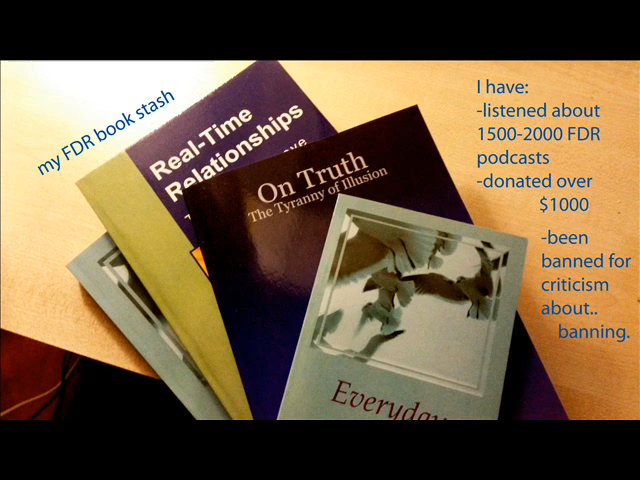 my FDR book stash
Real-Time
Relationships
On Truth
The Tyranny of Illusion
Everyday
I have:
-listened about
1500-2000 FDR
podcasts
-donated over
$1000
-been
banned for
criticism
about..
banning.